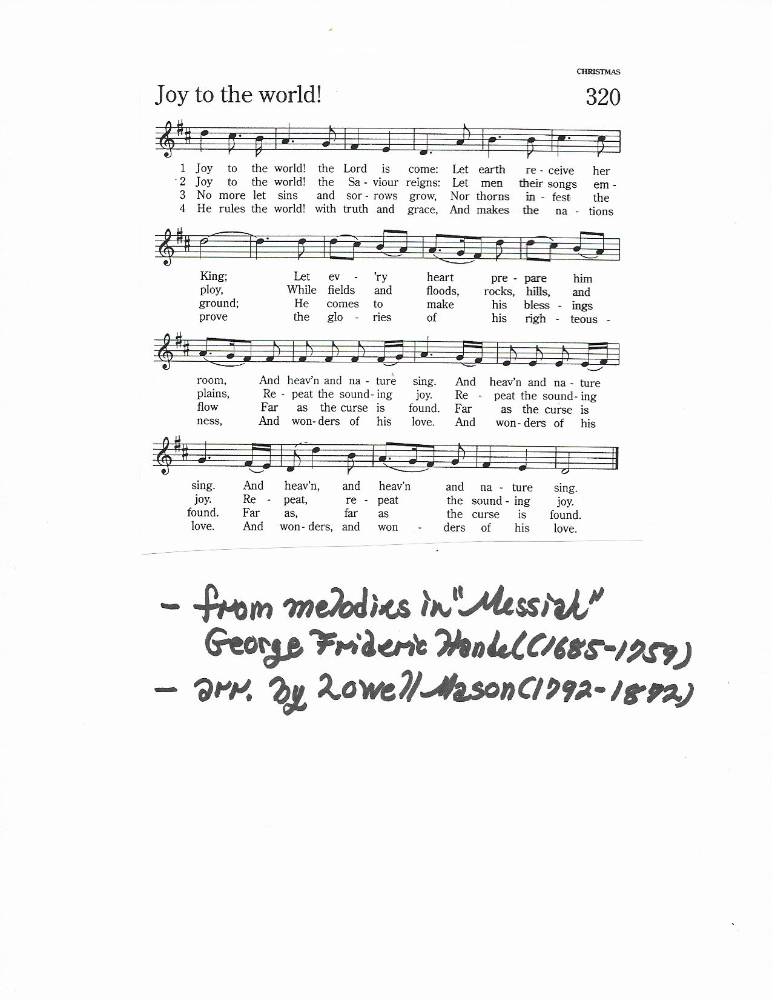 CHRISTMAS
Joy to the world! 320
1 Joy to the world! the Lord is come: Let earth re - ceive her
2 Joy to the world! the Sa - viour reigns: Let men their songs em -
3 No more let sins and sor - rows grow, Nor thorns in - fest the
4 He rules the world! with truth and grace, And makes the na - tions
King; Let ev - 'ry heart pre - pare him
ploy, While fields and floods, rocks, hills, and
ground; He comes to make his bless - ings
prove the glo - ries of his righ - teous -
room, And heav'n and na - ture sing. And heav'n and na - ture
plains, Re - peat the sound - ing joy. Re - peat the sound - ing
flow Far as the curse is found. Far as the curse is
ness, And won - ders of his love. And won - ders of his
sing. And heav'n, and heav'n and na - ture sing.
joy. Re - peat, re - peat the sound - ing joy.
found. Far as, far as the curse is found.
love. And won - ders, and won - ders of his love.
- from melodies in "Messiah"
George Frideric Handel (1685-1759)
- arr. by Lowell Mason (1792-1872)